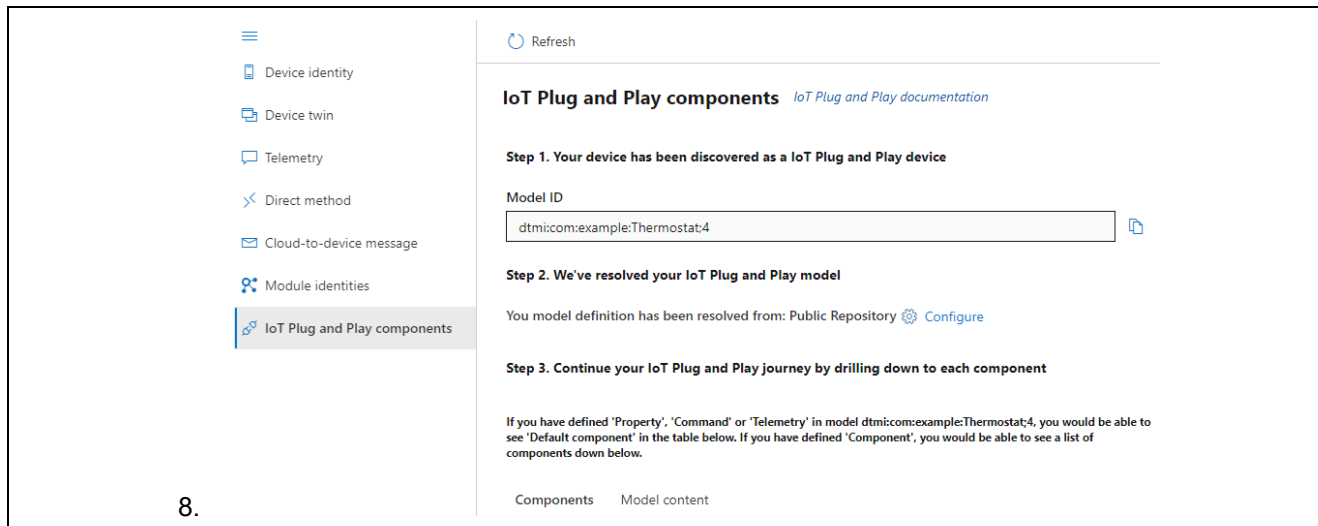 Refresh
Device identity
IoT Plug and Play components IoT Plug and Play documentation
Device twin
Telemetry
Step 1. Your device has been discovered as a IoT Plug and Play device
Direct method
Model ID
dtmi:com:example:Thermostat;4
Cloud-to-device message
Module identities
Step 2. We've resolved your IoT Plug and Play model
IoT Plug and Play components
You model definition has been resolved from: Public Repository Configure
Step 3. Continue your IoT Plug and Play journey by drilling down to each component
If you have defined 'Property', 'Command' or 'Telemetry' in model dtmi:com:example:Thermostat;4, you would be able to
see 'Default component' in the table below. If you have defined 'Component', you would be able to see a list of
components down below.
Components Model content
8.